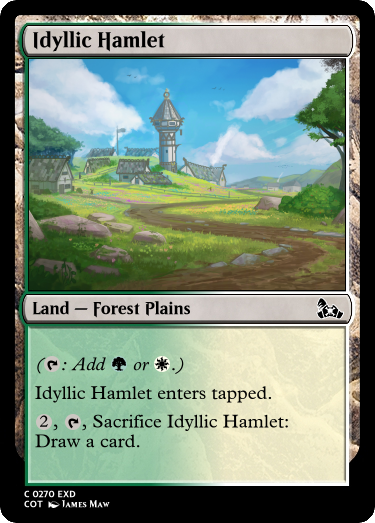 Idyllic Hamlet
Land — Forest Plains
(: Add or .)
Idyllic Hamlet enters tapped.
2, , Sacrifice Idyllic Hamlet:
Draw a card.
C 0270 EXD
COT James Maw